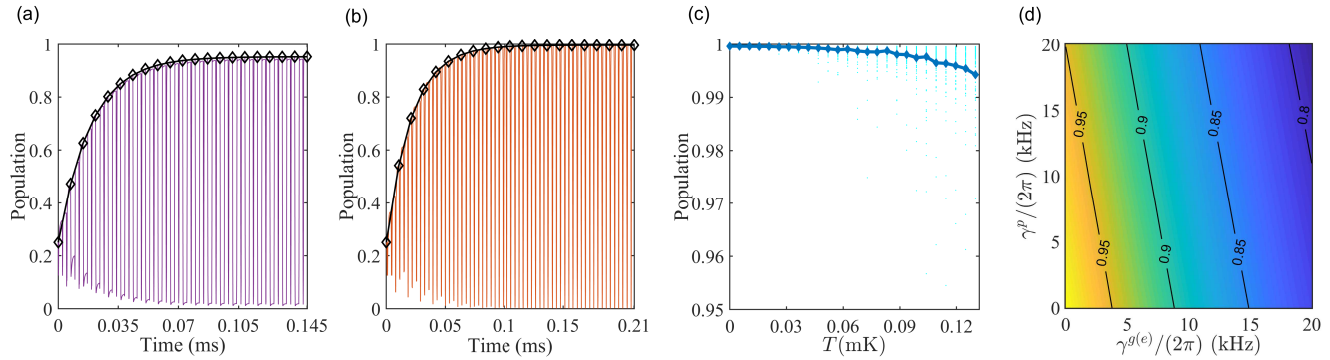 (a)
Population
1
0.8
0.6
0.4
0.2
0
0 0.035 0.07 0.105 0.145
Time (ms)
(b)
Population
1
0.8
0.6
0.4
0.2
0
0 0.05 0.1 0.15 0.21
Time (ms)
(c)
Population
1
0.99
0.98
0.97
0.96
0.95
0 0.03 0.06 0.09 0.12
T(mK)
(d)
γ^p/(2π) (kHz)
20
15
10
5
0
0.95 0.9 0.85 0.8
0.95 0.9 0.85
0 5 10 15 20
γ^{g(e)}/(2π) (kHz)